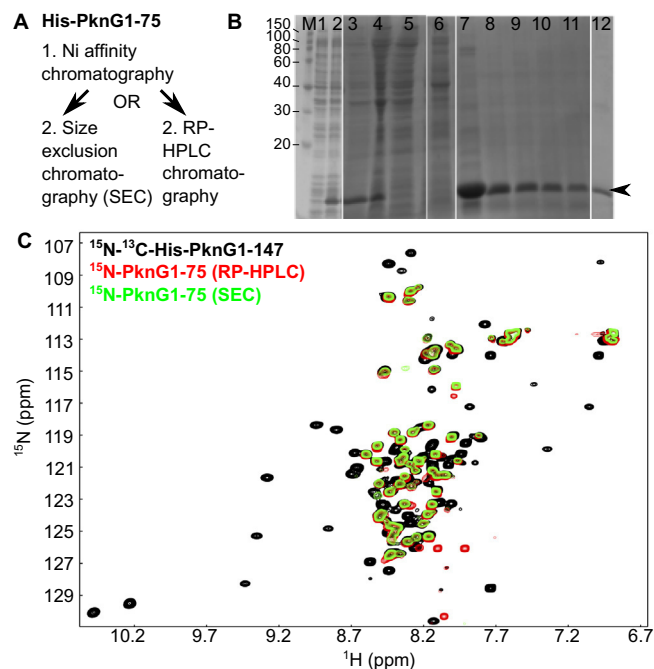 A His-PknG1-75
1. Ni affinity
chromatography
OR
2. Size
exclusion
chromato-
graphy (SEC)
2. RP-
HPLC
chromato-
graphy
B
M 1 2 3 4 5 6 7 8 9 10 11 12
150
100
80
60
40
30
20
C
¹⁵N-¹³C-His-PknG1-147
¹⁵N-PknG1-75 (RP-HPLC)
¹⁵N-PknG1-75 (SEC)
107
109
111
113
115
117
119
121
123
125
127
129
¹⁵N (ppm)
10.2 9.7 9.2 8.7 8.2 7.7 7.2 6.7
¹H (ppm)